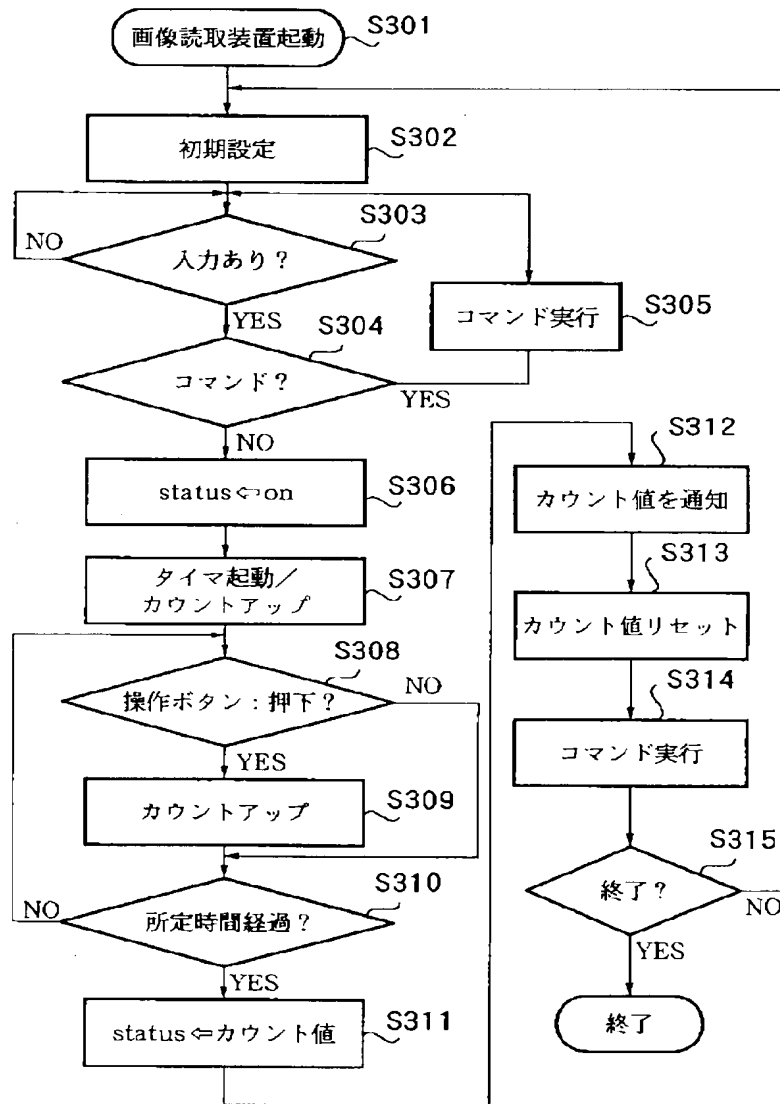 画像読取装置起動
S301
初期設定
S302
S303
NO
入力あり？
YES
S304
コマンド実行
S305
コマンド？
YES
NO
status⇐on
S306
タイマ起動／
カウントアップ
S307
S308
操作ボタン：押下？
NO
YES
カウントアップ
S309
S310
NO
所定時間経過？
YES
status⇐カウント値
S311
S312
カウント値を通知
S313
カウント値リセット
S314
コマンド実行
S315
終了？
NO
YES
終了